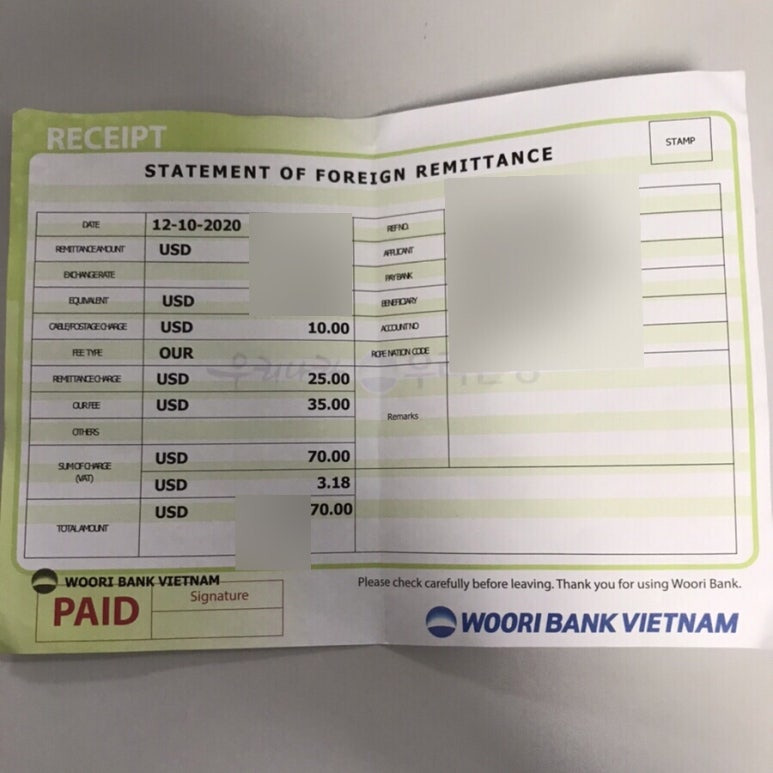 RECEIPT
STAMP
STATEMENT OF FOREIGN REMITTANCE
DATE 12-10-2020 REF NO.
REMITTANCE AMOUNT USD APPLICANT
EXCHANGE RATE PAY BANK
EQUIVALENT USD BENEFICIARY
CABLE/POSTAGE CHARGE USD 10.00 ACCOUNT NO
FEE TYPE OUR NATION CODE
REMITTANCE CHARGE USD 25.00
OUR FEE USD 35.00 Remarks
OTHERS
SUM OF CHARGE USD 70.00
(VAT) USD 3.18
TOTAL AMOUNT USD 70.00
WOORI BANK VIETNAM
PAID Signature
Please check carefully before leaving. Thank you for using Woori Bank.
WOORI BANK VIETNAM